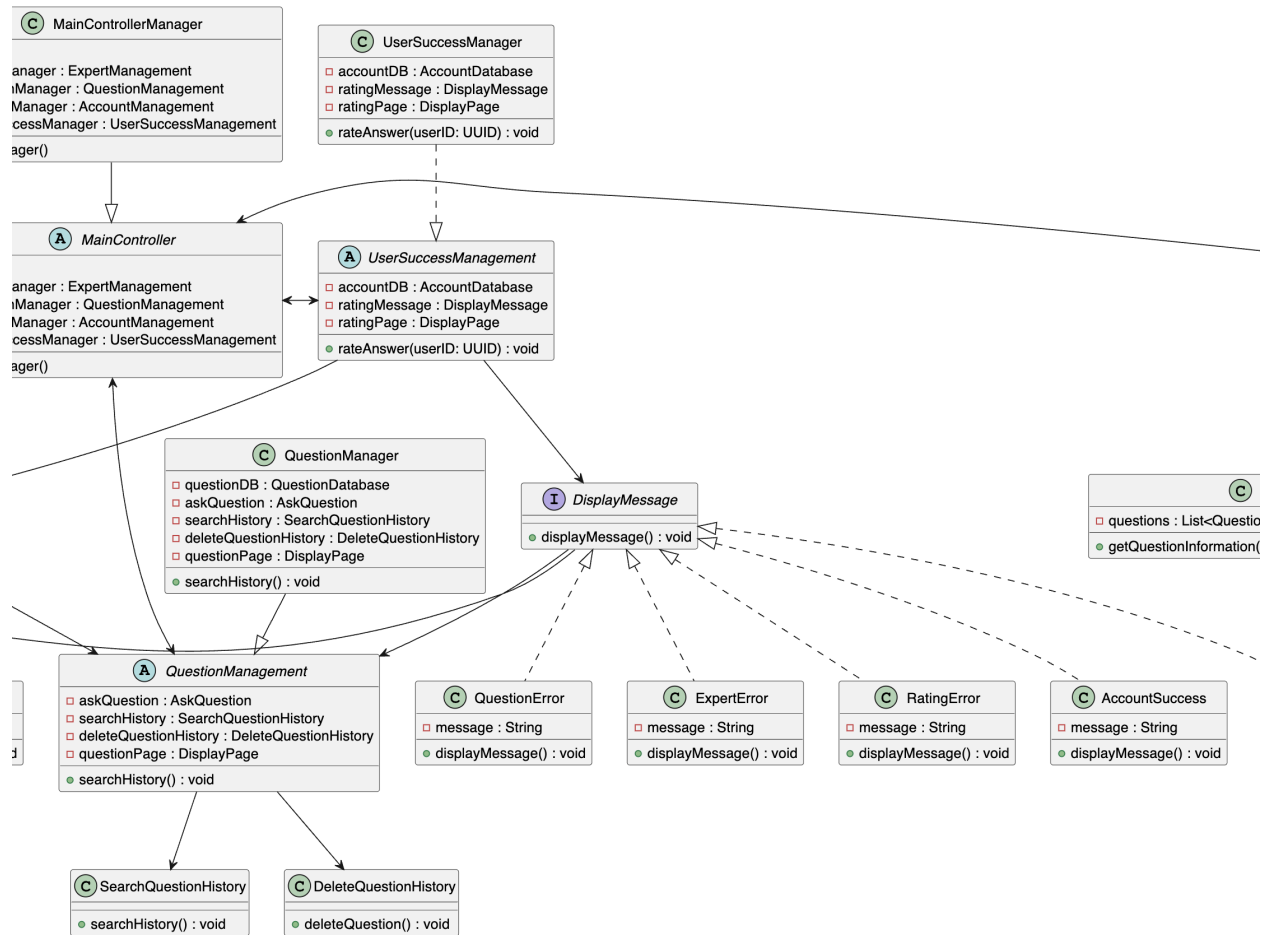 C MainControllerManager
anager : ExpertManagement
nManager : QuestionManagement
Manager : AccountManagement
cessManager : UserSuccessManagement
ager()
C UserSuccessManager
accountDB : AccountDatabase
ratingMessage : DisplayMessage
ratingPage : DisplayPage
rateAnswer(userID: UUID) : void
A MainController
anager : ExpertManagement
nManager : QuestionManagement
Manager : AccountManagement
cessManager : UserSuccessManagement
ager()
A UserSuccessManagement
accountDB : AccountDatabase
ratingMessage : DisplayMessage
ratingPage : DisplayPage
rateAnswer(userID: UUID) : void
C QuestionManager
questionDB : QuestionDatabase
askQuestion : AskQuestion
searchHistory : SearchQuestionHistory
deleteQuestionHistory : DeleteQuestionHistory
questionPage : DisplayPage
searchHistory() : void
I DisplayMessage
displayMessage() : void
C
questions : List<Questio
getQuestionInformation(
d
A QuestionManagement
askQuestion : AskQuestion
searchHistory : SearchQuestionHistory
deleteQuestionHistory : DeleteQuestionHistory
questionPage : DisplayPage
searchHistory() : void
C QuestionError
message : String
displayMessage() : void
C ExpertError
message : String
displayMessage() : void
C RatingError
message : String
displayMessage() : void
C AccountSuccess
message : String
displayMessage() : void
C SearchQuestionHistory
searchHistory() : void
C DeleteQuestionHistory
deleteQuestion() : void